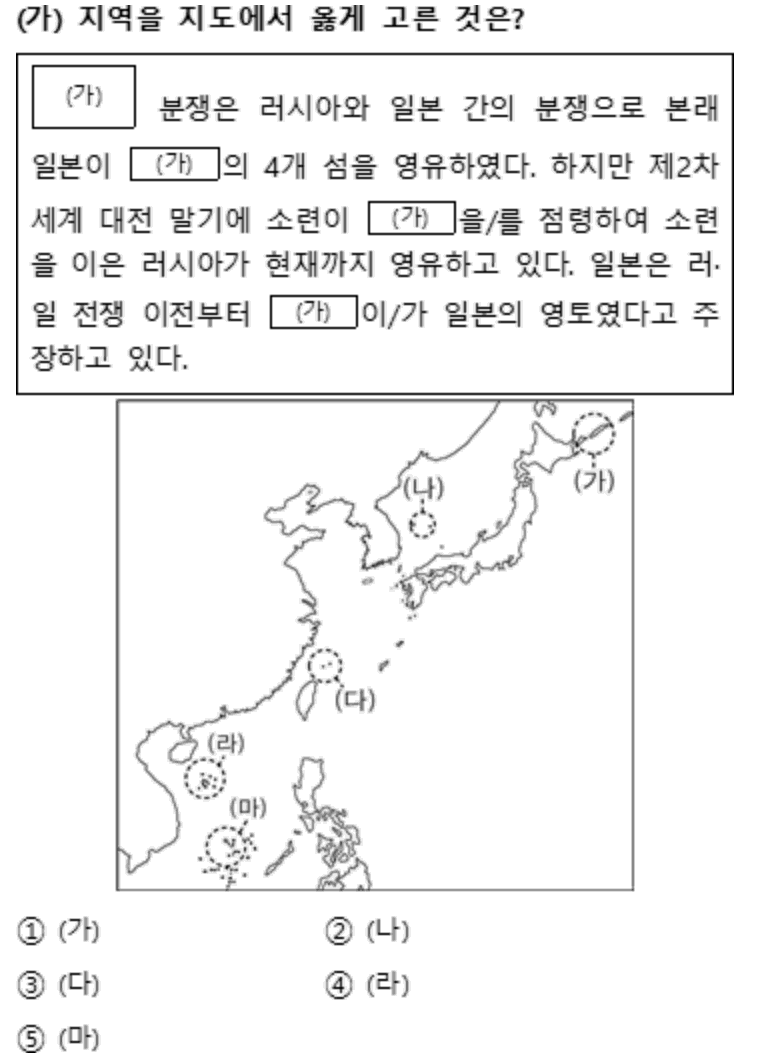 (가) 지역을 지도에서 옳게 고른 것은?
(가) 분쟁은 러시아와 일본 간의 분쟁으로 본래
일본이 (가) 의 4개 섬을 영유하였다. 하지만 제2차
세계 대전 말기에 소련이 (가) 을/를 점령하여 소련
을 이은 러시아가 현재까지 영유하고 있다. 일본은 러·
일 전쟁 이전부터 (가) 이/가 일본의 영토였다고 주
장하고 있다.
(가)
(나)
(다)
(라)
(마)
① (가) ② (나)
③ (다) ④ (라)
⑤ (마)